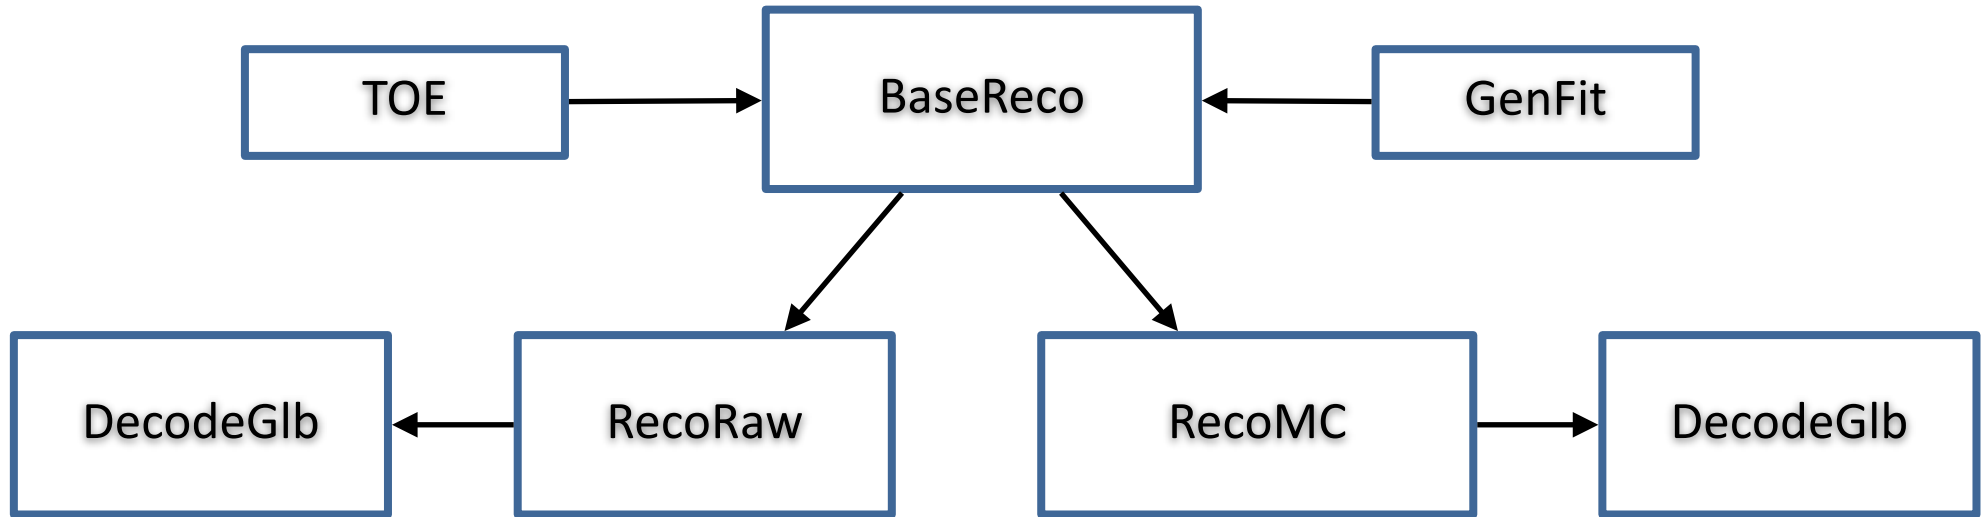 TOE
BaseReco
GenFit
DecodeGlb
RecoRaw
RecoMC
DecodeGlb